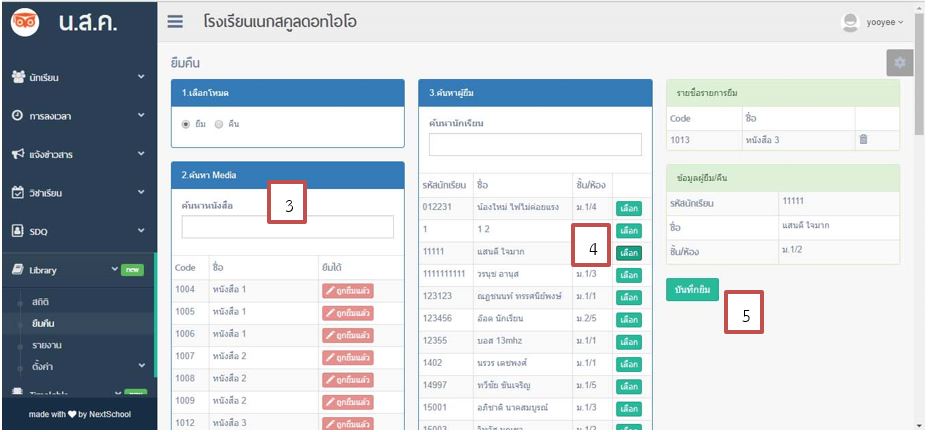 น.ส.ค.
โรงเรียนเนกสคูลดอทไอโอ
yooyee
นักเรียน
การลงเวลา
แจ้งข่าวสาร
วิชาเรียน
SDQ
Library new
สถิติ
ยืมคืน
รายงาน
ตั้งค่า
made with ❤ by NextSchool
ยืมคืน
1.เลือกโหมด
ยืม คืน
2.ค้นหา Media
ค้นหาหนังสือ
3
Code ชื่อ ยืมได้
1004 หนังสือ 1 ถูกยืมแล้ว
1005 หนังสือ 1 ถูกยืมแล้ว
1006 หนังสือ 1 ถูกยืมแล้ว
1007 หนังสือ 2 ถูกยืมแล้ว
1008 หนังสือ 2 ถูกยืมแล้ว
1009 หนังสือ 2 ถูกยืมแล้ว
1012 หนังสือ 3 ถูกยืมแล้ว
3.ค้นหาผู้ยืม
ค้นหานักเรียน
รหัสนักเรียน ชื่อ ชั้น/ห้อง
012231 น้องใหม่ ไฟไม่ค่อยแรง ม.1/4 เลือก
1 1 2 เลือก
4
11111 แสนดี ใจมาก เลือก
1111111111 วรนุช อานุส ม.1/3 เลือก
123123 ณฎชนนท์ ทรรศนีย์พงษ์ ม.1/1 เลือก
123456 อ๊อด นักเรียน ม.2/5 เลือก
12355 บอส 13mhz ม.1/1 เลือก
1402 นรวร เดชพงศ์ ม.1/1 เลือก
14997 ทวีชัย ชันเจริญ ม.1/5 เลือก
15001 อภิชาติ นาคสมบูรณ์ ม.1/3 เลือก
รายชื่อรายการยืม
Code ชื่อ
1013 หนังสือ 3
ข้อมูลผู้ยืม/คืน
รหัสนักเรียน 11111
ชื่อ แสนดี ใจมาก
ชั้น/ห้อง ม.1/2
บันทึกยืม
5